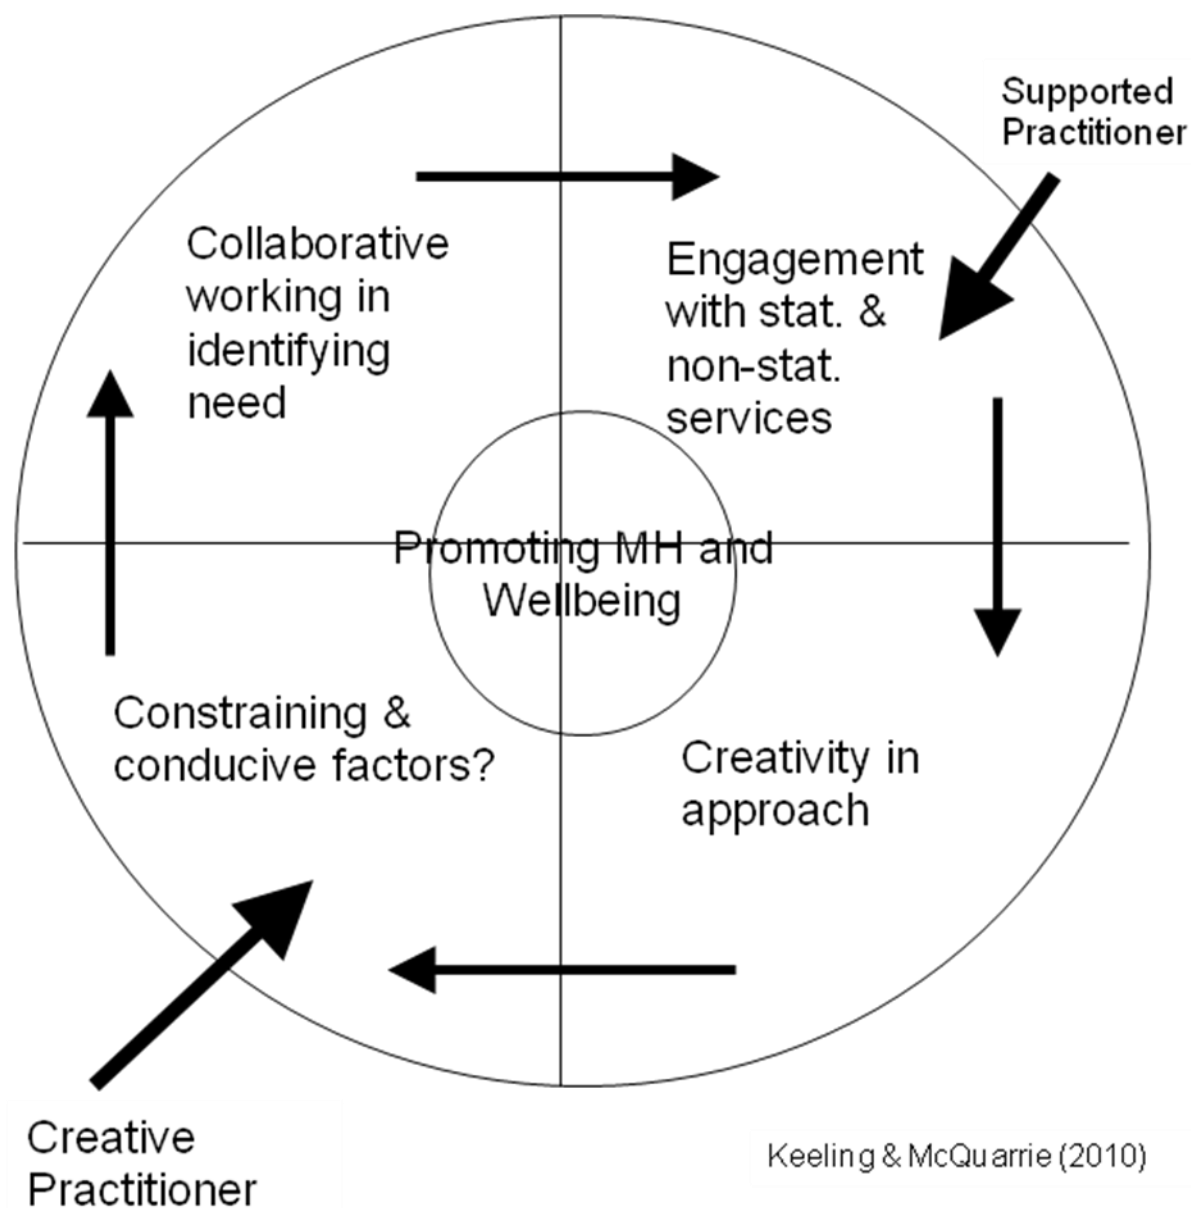 Supported
Practitioner
Collaborative
working in
identifying
need
Engagement
with stat. &
non-stat.
services
Promoting MH and
Wellbeing
Constraining &
conducive factors?
Creativity in
approach
Creative
Practitioner
Keeling & McQuarrie (2010)